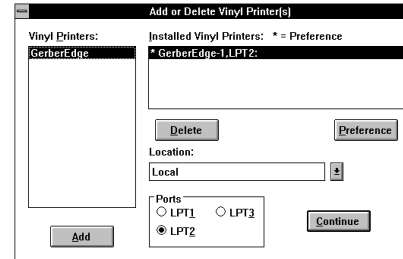 Add or Delete Vinyl Printer(s)
Vinyl Printers:
GerberEdge
Add
Installed Vinyl Printers: * = Preference
* GerberEdge-1,LPT2:
Delete
Preference
Location:
Local
Ports
LPT1
LPT3
LPT2
Continue